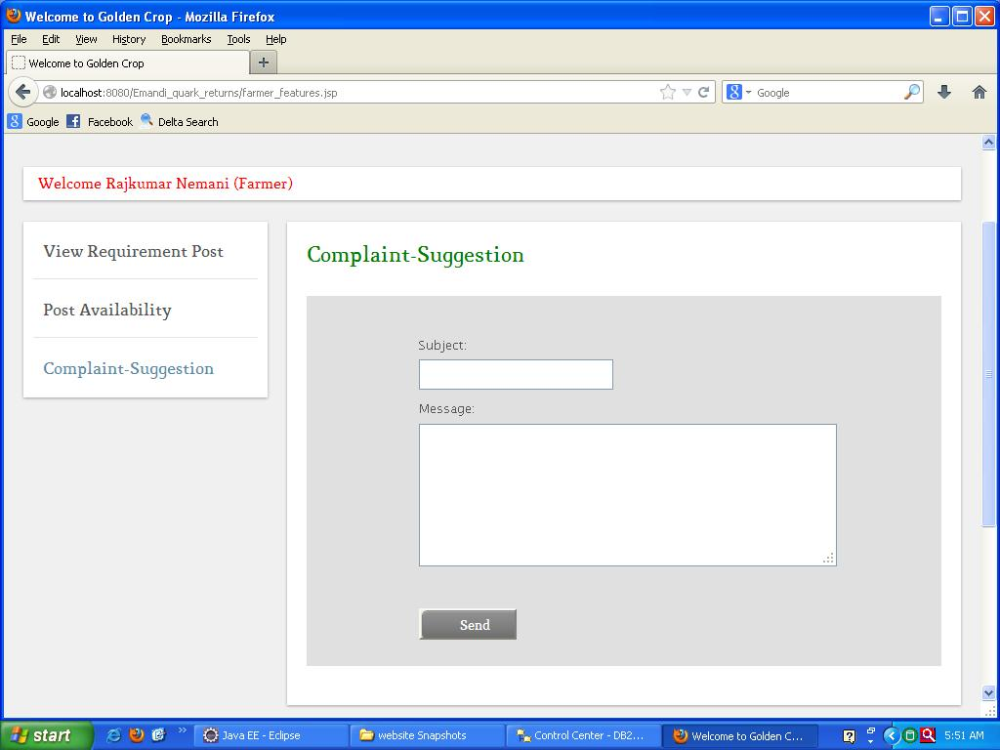 Welcome to Golden Crop - Mozilla Firefox
File Edit View History Bookmarks Tools Help
Welcome to Golden Crop
localhost:8080/Emandi_quark_returns/farmer_features.jsp
Google
Google Facebook Delta Search
Welcome Rajkumar Nemani (Farmer)
View Requirement Post
Post Availability
Complaint-Suggestion
Complaint-Suggestion
Subject:
Message:
Send
start
Java EE - Eclipse
website Snapshots
Control Center - DB2...
Welcome to Golden C...
5:51 AM